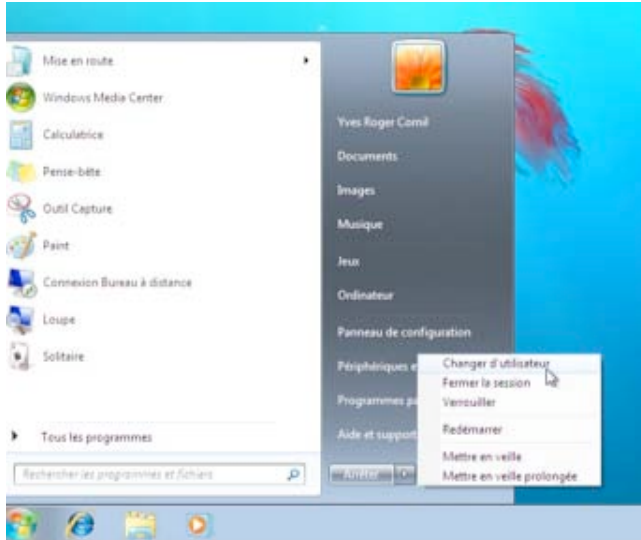 Mise en route
Windows Media Center
Calculatrice
Pense-bête
Outil Capture
Paint
Connexion Bureau à distance
Loupe
Solitaire
Tous les programmes
Rechercher les programmes et fichiers
Yves Roger Cornil
Documents
Images
Musique
Jeux
Ordinateur
Panneau de configuration
Périphériques e
Programmes pa
Aide et support
Arrêter
Changer d'utilisateur
Fermer la session
Verrouiller
Redémarrer
Mettre en veille
Mettre en veille prolongée